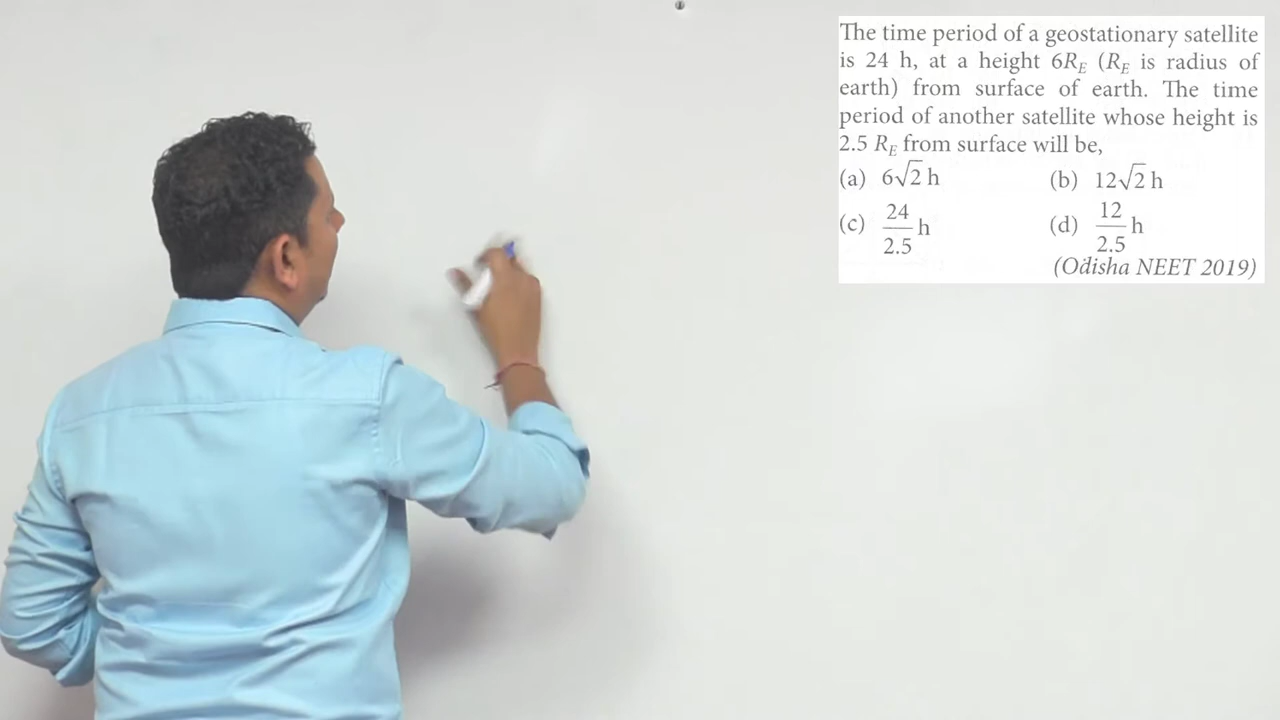 The time period of a geostationary satellite
is 24 h, at a height 6R_E (R_E is radius of
earth) from surface of earth. The time
period of another satellite whose height is
2.5 R_E from surface will be,
(a) 6√2 h (b) 12√2 h
(c) 24/2.5 h (d) 12/2.5 h
(Odisha NEET 2019)